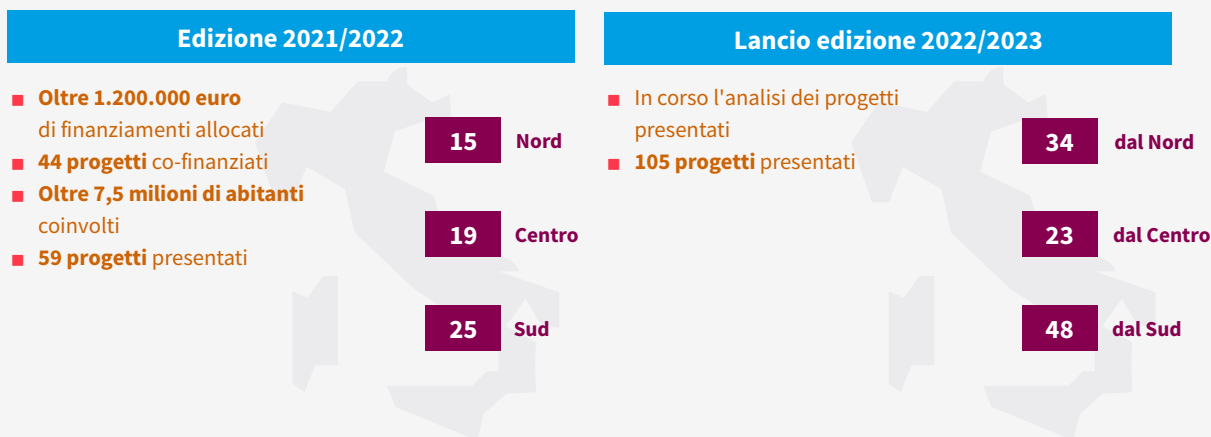 Edizione 2021/2022
Oltre 1.200.000 euro
di finanziamenti allocati
44 progetti co-finanziati
Oltre 7,5 milioni di abitanti
coinvolti
59 progetti presentati
15 Nord
19 Centro
25 Sud
Lancio edizione 2022/2023
In corso l'analisi dei progetti
presentati
105 progetti presentati
34 dal Nord
23 dal Centro
48 dal Sud